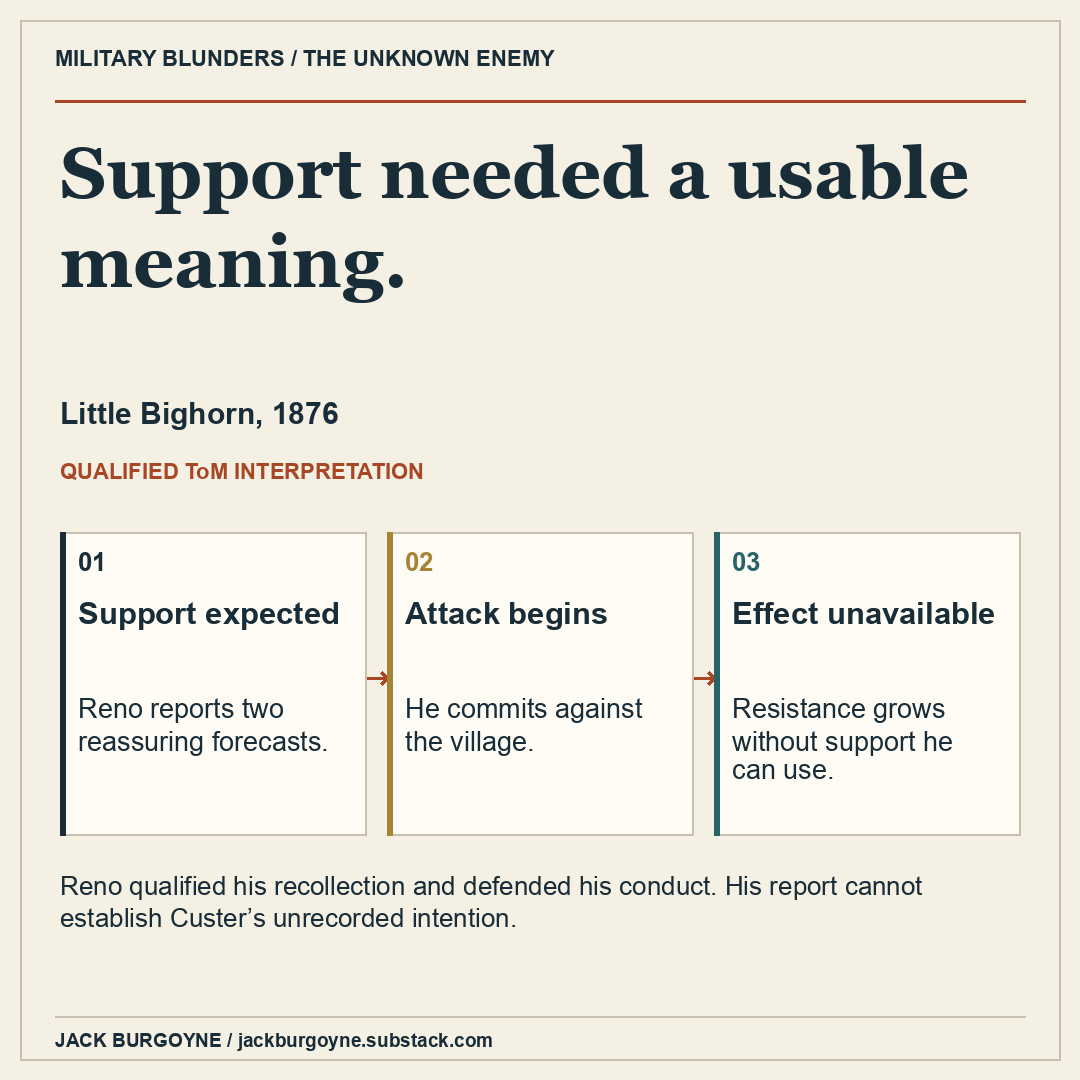 MILITARY BLUNDERS / THE UNKNOWN ENEMY
Support needed a usable
meaning.
Little Bighorn, 1876
QUALIFIED ToM INTERPRETATION
01
Support expected
Reno reports two
reassuring forecasts.
02
Attack begins
He commits against
the village.
03
Effect unavailable
Resistance grows
without support he
can use.
Reno qualified his recollection and defended his conduct. His report cannot
establish Custer’s unrecorded intention.
JACK BURGOYNE / jackburgoyne.substack.com